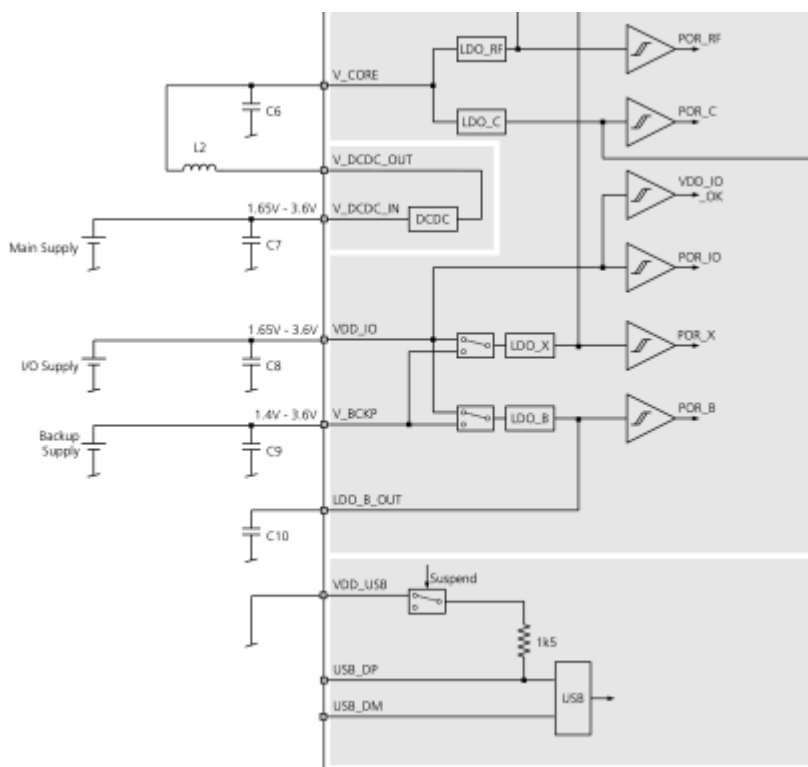 LDO_RF
POR_RF
V_CORE
C6
LDO_C
POR_C
L2
V_DCDC_OUT
VDD_IO
_OK
1.65V - 3.6V
V_DCDC_IN
DCDC
Main Supply
C7
POR_IO
1.65V - 3.6V
VDD_IO
LDO_X
POR_X
I/O Supply
C8
1.4V - 3.6V
V_BCKP
LDO_B
POR_B
Backup
Supply
C9
LDO_B_OUT
C10
Suspend
VDD_USB
1k5
USB_DP
USB
USB_DM